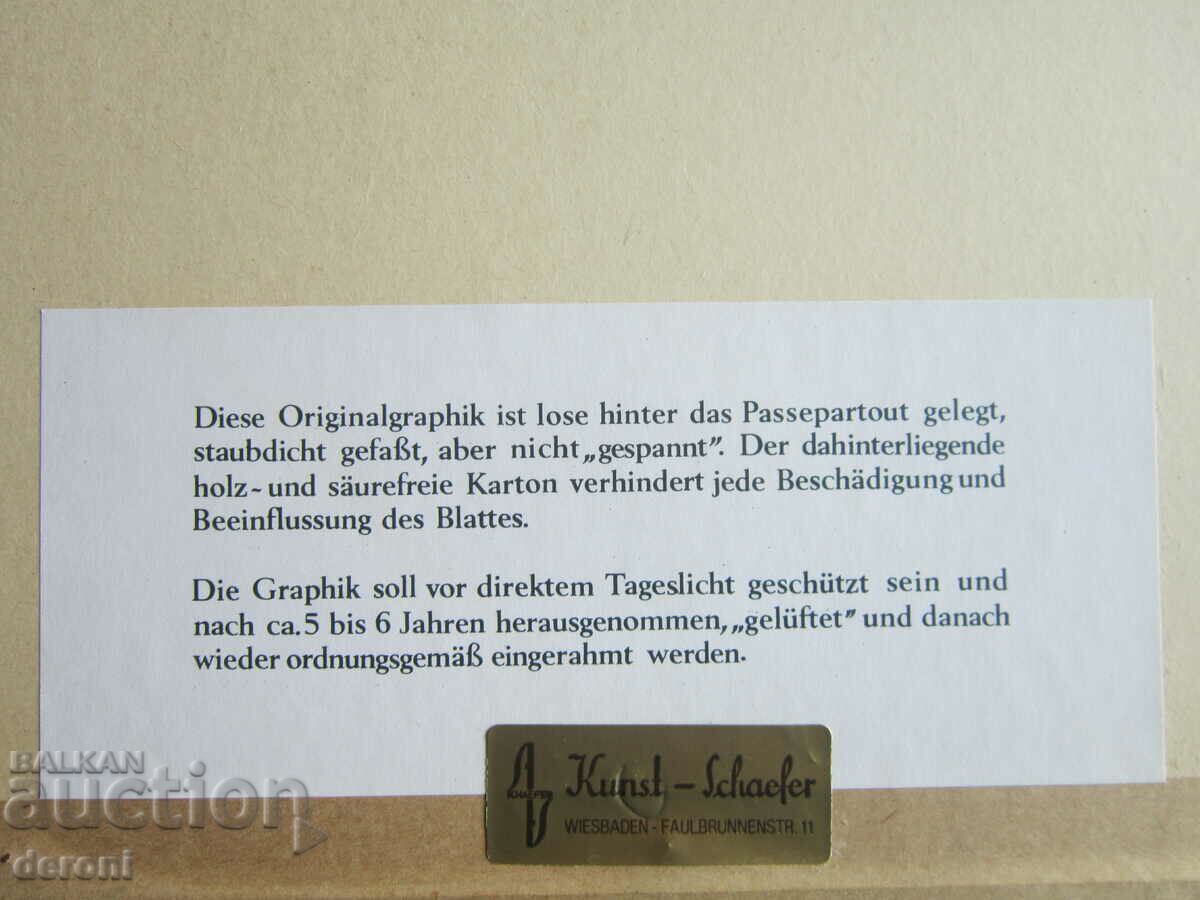 Diese Originalgraphik ist lose hinter das Passepartout gelegt,
staubdicht gefaßt, aber nicht „gespannt”. Der dahinterliegende
holz- und säurefreie Karton verhindert jede Beschädigung und
Beeinflussung des Blattes.
Die Graphik soll vor direktem Tageslicht geschützt sein und
nach ca. 5 bis 6 Jahren herausgenommen, „gelüftet” und danach
wieder ordnungsgemäß eingerahmt werden.
SCHAEFER
Kunst – Schaefer
WIESBADEN - FAULBRUNNENSTR. 11
BALKAN
auction
deroni